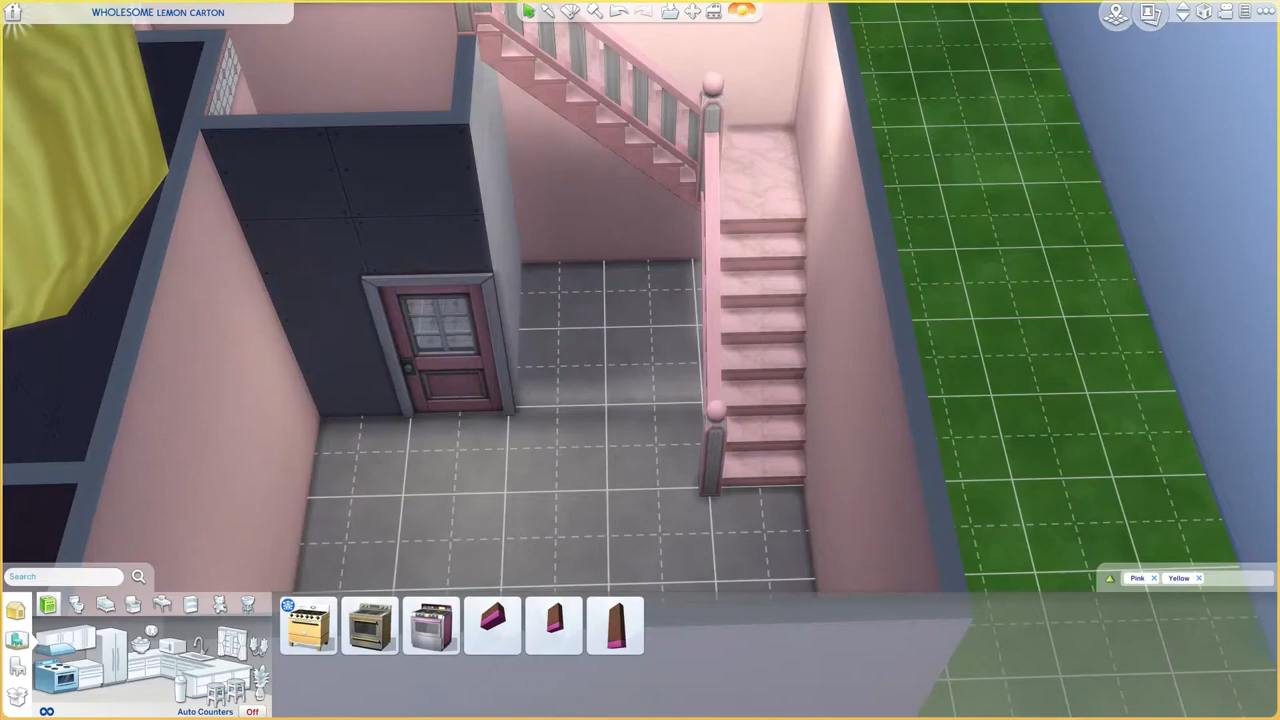 WHOLESOME LEMON CARTON
Search
Pink
Yellow
Auto Counters Off